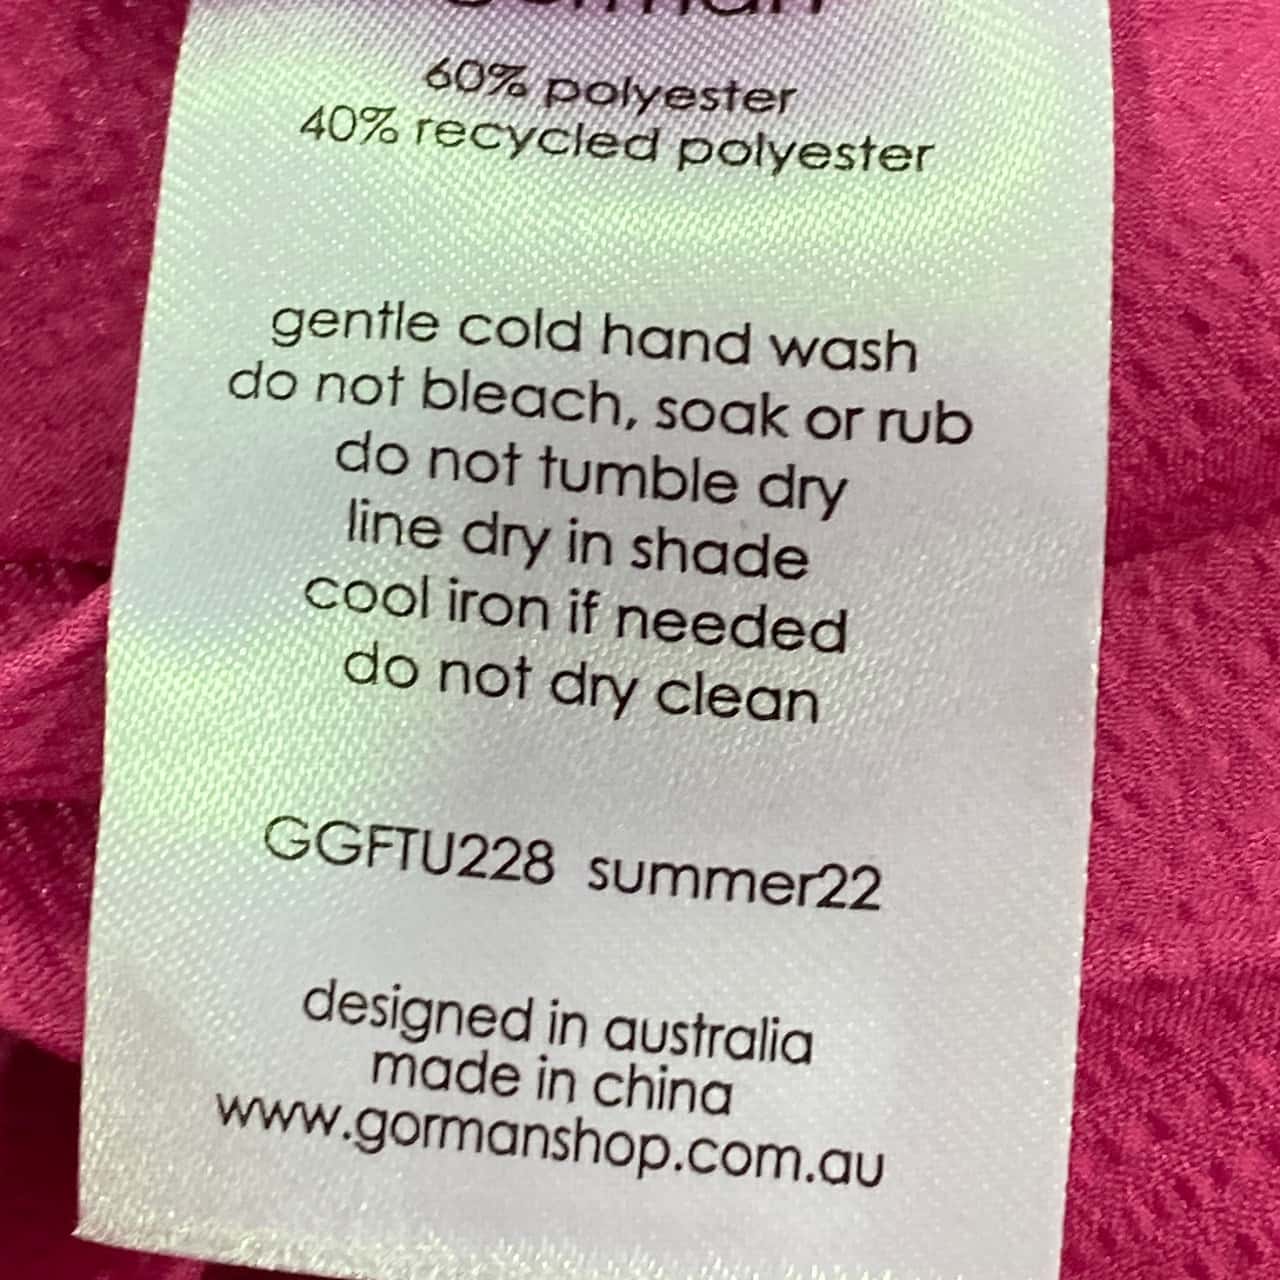 gorman
60% polyester
40% recycled polyester
gentle cold hand wash
do not bleach, soak or rub
do not tumble dry
line dry in shade
cool iron if needed
do not dry clean
GGFTU228 summer22
designed in australia
made in china
www.gormanshop.com.au